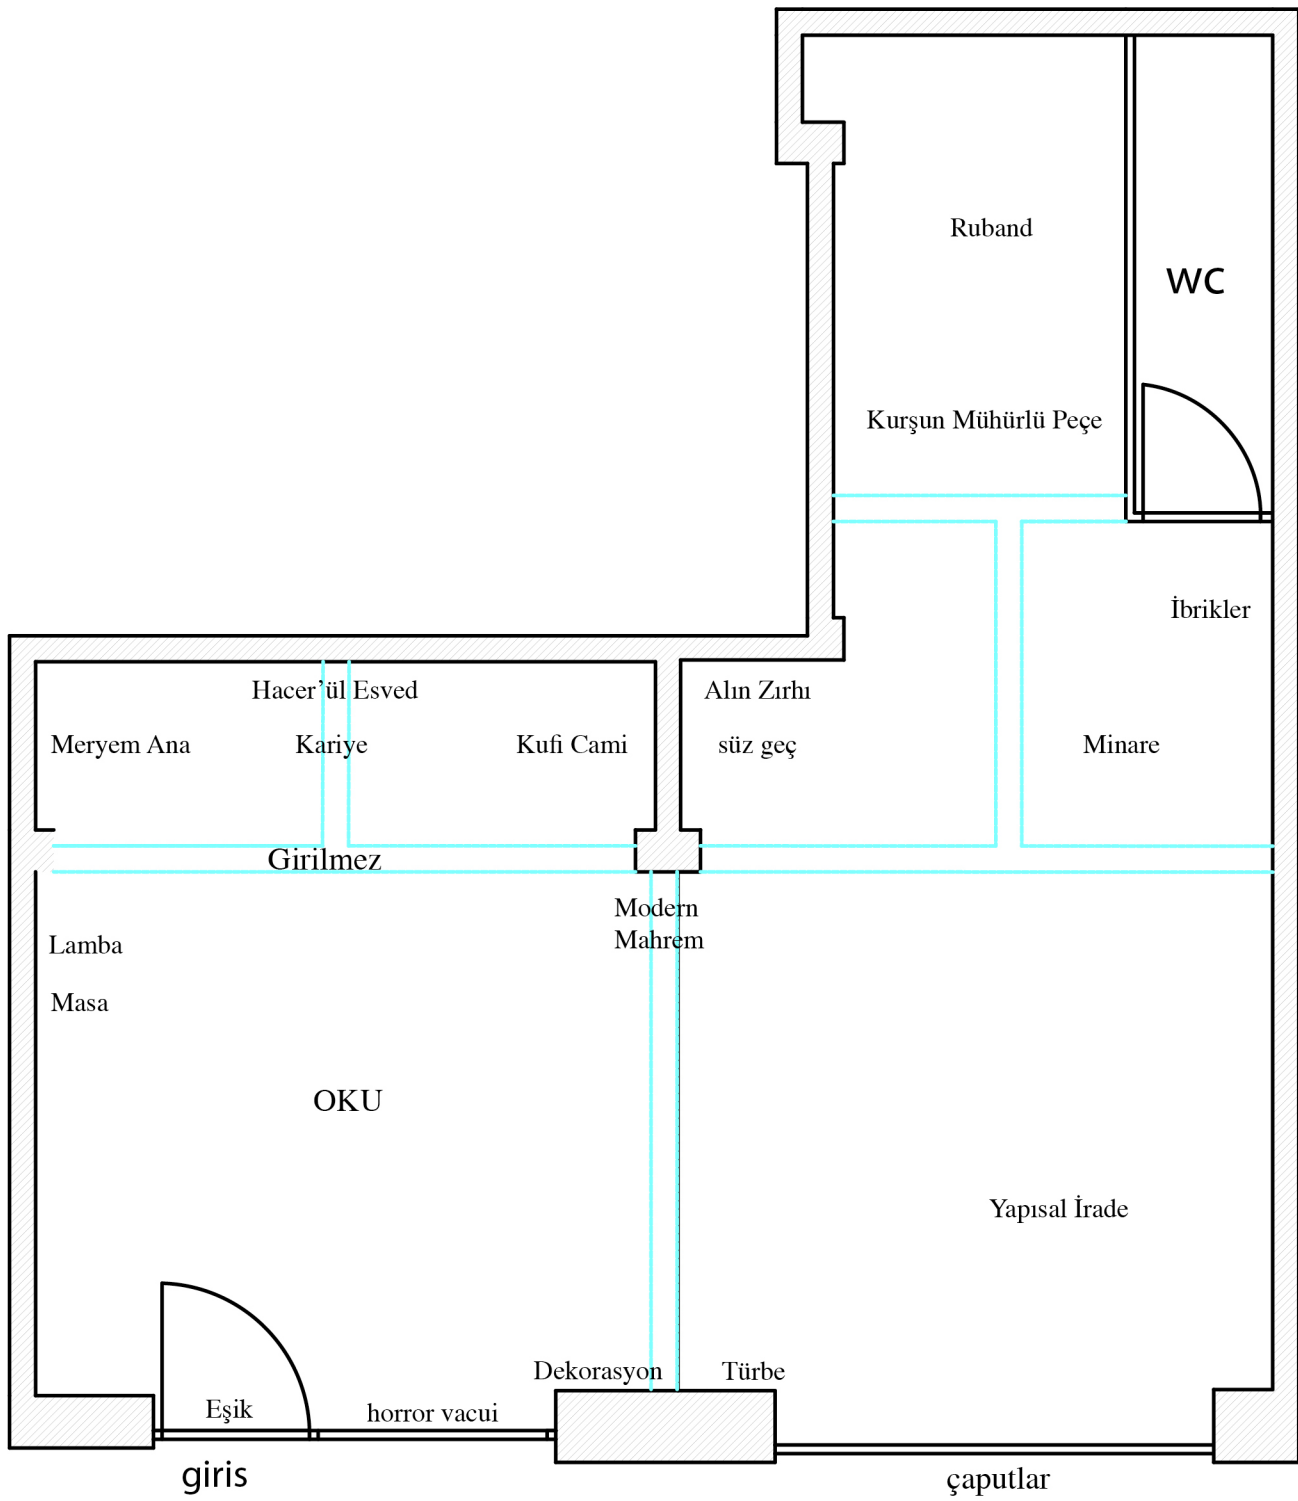 Ruband
WC
Kurşun Mühürlü Peçe
İbrikler
Hacer'ül Esved
Alın Zırhı
Meryem Ana
Kariye
Kufi Cami
süz geç
Minare
Girilmez
Modern
Mahrem
Lamba
Masa
OKU
Yapısal İrade
Dekorasyon
Türbe
Eşik
horror vacui
giris
çaputlar